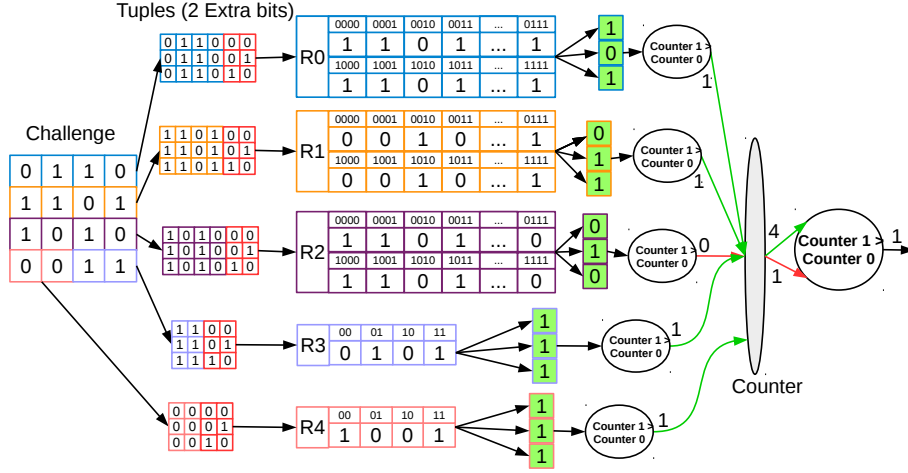 Tuples (2 Extra bits)
0 1 1 0 0 0
0 1 1 0 0 1
0 1 1 0 1 0
R0
0000 0001 0010 0011 ... 0111
1 1 0 1 ... 1
1000 1001 1010 1011 ... 1111
1 1 0 1 ... 1
1
0
1
Counter 1 >
Counter 0
1
Challenge
0 1 1 0
1 1 0 1
1 0 1 0
0 0 1 1
1 1 0 1 0 0
1 1 0 1 0 1
1 1 0 1 1 0
R1
0000 0001 0010 0011 ... 0111
0 0 1 0 ... 1
1000 1001 1010 1011 ... 1111
0 0 1 0 ... 1
0
1
1
Counter 1 >
Counter 0
1
1 0 1 0 0 0
1 0 1 0 0 1
1 0 1 0 1 0
R2
0000 0001 0010 0011 ... 0111
1 1 0 1 ... 0
1000 1001 1010 1011 ... 1111
1 1 0 1 ... 0
0
1
0
Counter 1 >
Counter 0
0
4
1
Counter 1 >
Counter 0
1
1 1 0 0
1 1 0 1
1 1 1 0
R3
00 01 10 11
0 1 0 1
1
1
1
Counter 1 >
Counter 0
1
Counter
0 0 0 0
0 0 0 1
0 0 1 0
R4
00 01 10 11
1 0 0 1
1
1
1
Counter 1 >
Counter 0
1